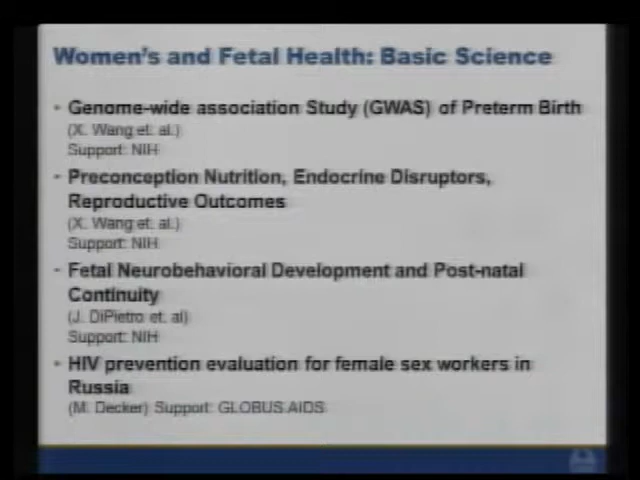 Women's and Fetal Health: Basic Science
- Genome-wide association Study (GWAS) of Preterm Birth
(X. Wang et. al.)
Support: NIH
- Preconception Nutrition, Endocrine Disruptors,
Reproductive Outcomes
(X. Wang et. al.)
Support: NIH
- Fetal Neurobehavioral Development and Post-natal
Continuity
(J. DiPietro et. al)
Support: NIH
- HIV prevention evaluation for female sex workers in
Russia
(M. Decker) Support: GLOBUS AIDS